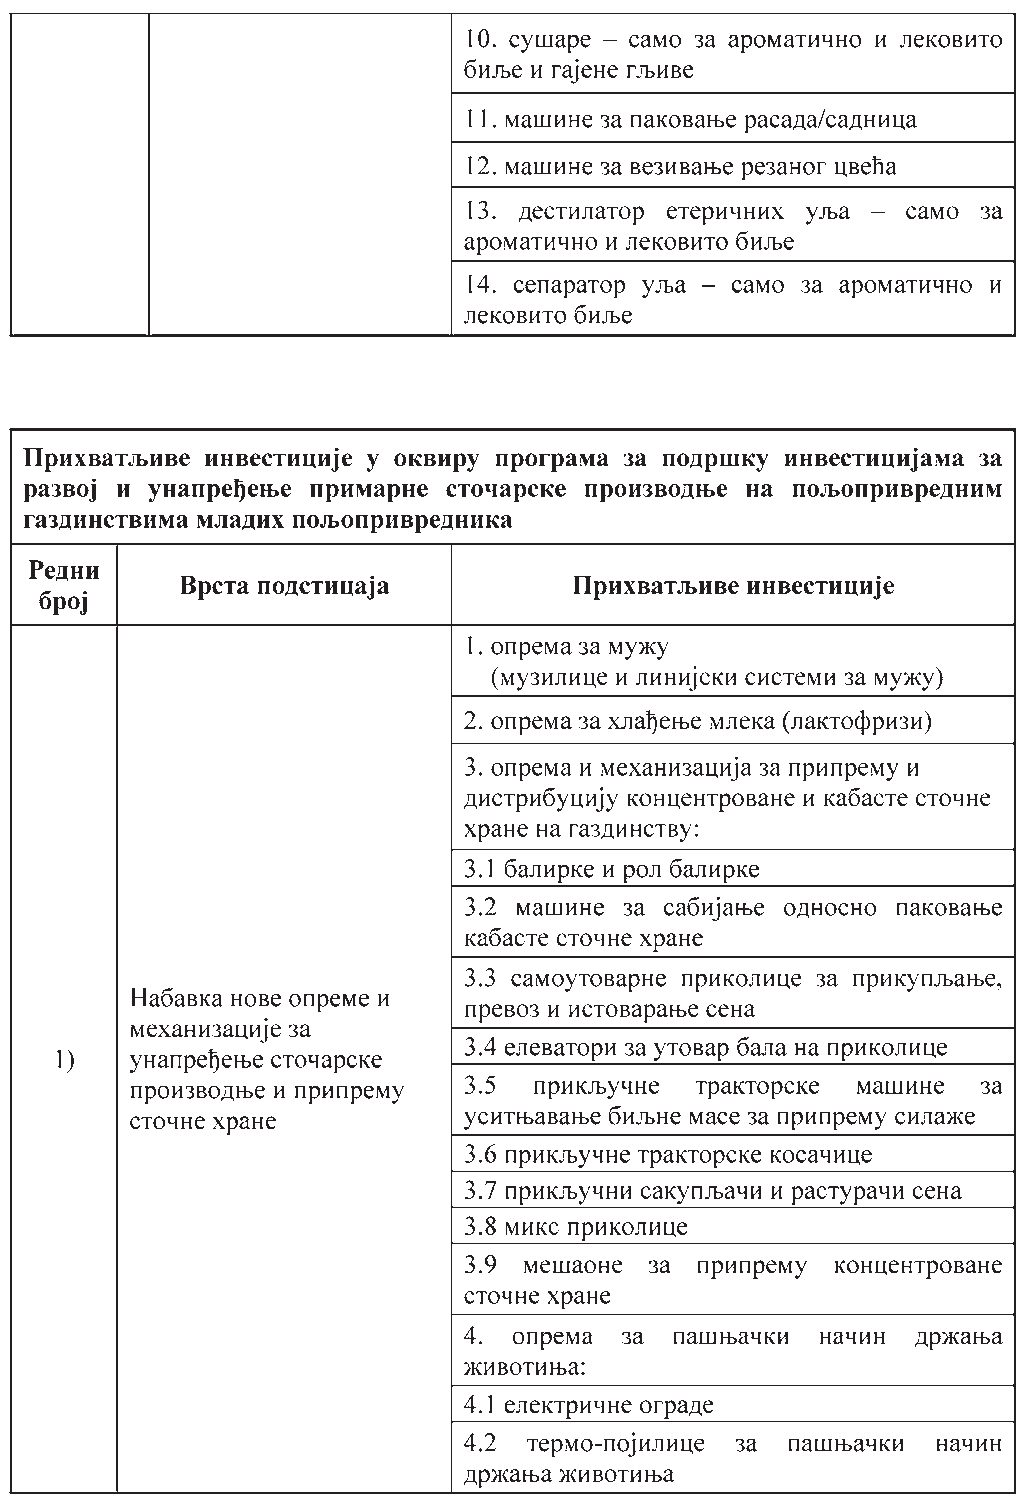 10. сушаре – само за ароматично и лековито
биље и гајене гљиве
11. машине за паковање расада/садница
12. машине за везивање резаног цвећа
13. дестилатор етеричних уља – само за
ароматично и лековито биље
14. сепаратор уља – само за ароматично и
лековито биље
Прихватљиве инвестиције у оквиру програма за подршку инвестицијама за
развој и унапређење примарне сточарске производње на пољопривредним
газдинствима младих пољопривредника
Редни
број
Врста подстицаја
Прихватљиве инвестиције
1)
Набавка нове опреме и
механизације за
унапређење сточарске
производње и припрему
сточне хране
1. опрема за мужу
(музилице и линијски системи за мужу)
2. опрема за хлађење млека (лактофризи)
3. опрема и механизација за припрему и
дистрибуцију концентроване и кабасте сточне
хране на газдинству:
3.1 балирке и рол балирке
3.2 машине за сабијање односно паковање
кабасте сточне хране
3.3 самоутоварне приколице за прикупљање,
превоз и истоварање сена
3.4 елеватори за утовар бала на приколице
3.5 прикључне тракторске машине за
уситњавање биљне масе за припрему силаже
3.6 прикључне тракторске косачице
3.7 прикључни сакупљачи и растурачи сена
3.8 микс приколице
3.9 мешаоне за припрему концентроване
сточне хране
4. опрема за пашњачки начин држања
животиња:
4.1 електричне ограде
4.2 термо-појилице за пашњачки начин
држања животиња